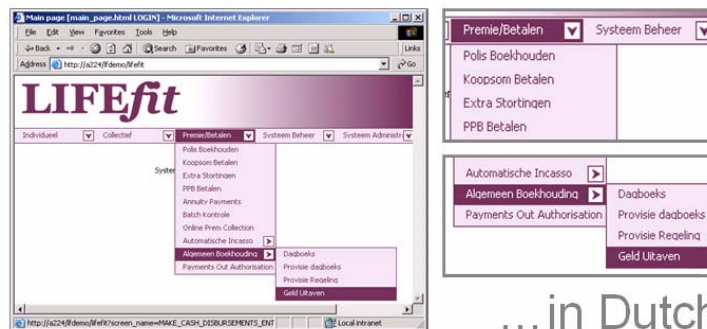 Main page [main_page.html LOGIN] - Microsoft Internet Explorer
File Edit View Favorites Tools Help
Back Search Favorites Links
Address http://a224/lfdemo/lifefit Go
LIFEfit
Individueel Collectief Premie/Betalen Systeem Beheer Systeem Administr
Syster
Polis Boekhouden
Koopsom Betalen
Extra Stortingen
PPB Betalen
Annuity Payments
Batch Kontrole
Online Prem Collection
Automatische Incasso
Algemeen Boekhouding
Payments Out Authorisation
Dagboeks
Provisie dagboeks
Provisie Regeling
Geld Uitaven
http://a224/lfdemo/lifefit?screen_name=MAKE_CASH_DISBURSEMENTS_ENT Local intranet
Premie/Betalen Systeem Beheer
Polis Boekhouden
Koopsom Betalen
Extra Stortingen
PPB Betalen
Automatische Incasso
Algemeen Boekhouding Dagboeks
Payments Out Authorisation Provisie dagboeks
Provisie Regeling
Geld Uitaven
...in Dutch